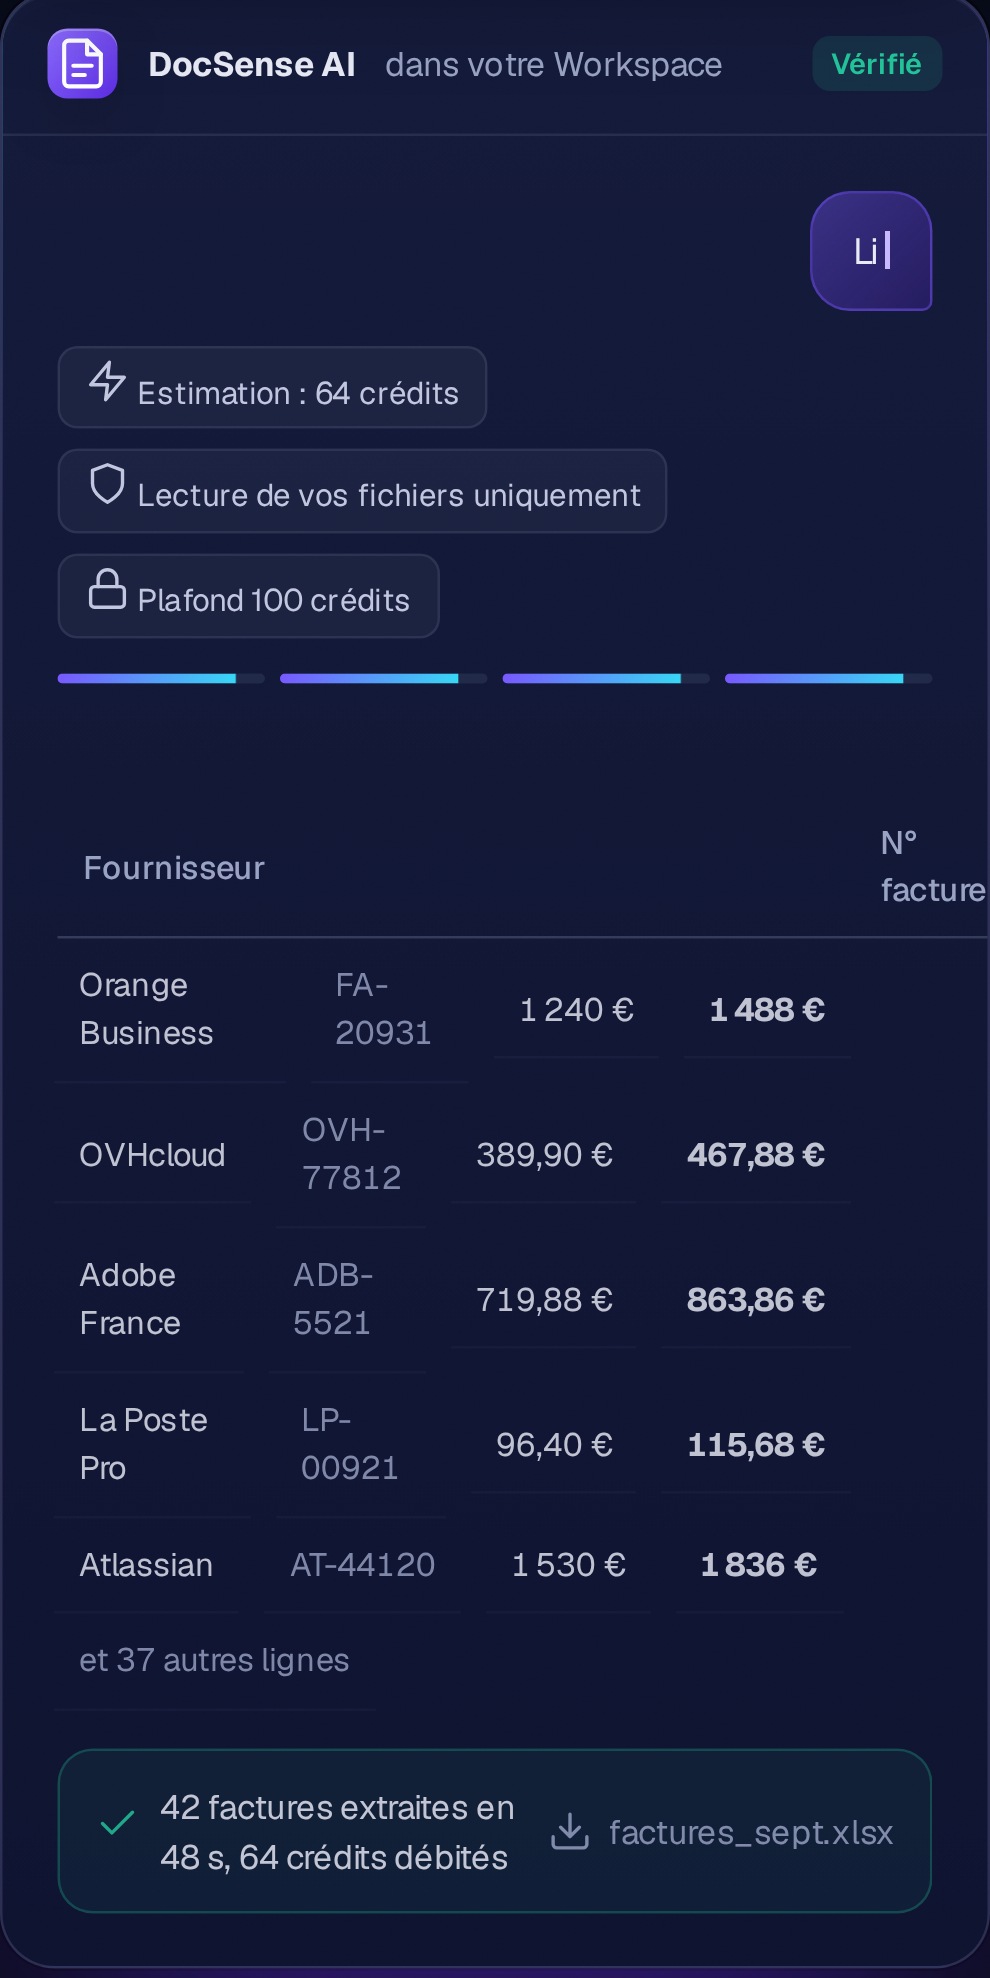 DocSense AI dans votre Workspace Vérifié
Li
Estimation : 64 crédits
Lecture de vos fichiers uniquement
Plafond 100 crédits
Fournisseur
N°
facture
Orange
Business
FA-
20931
1 240 €
1 488 €
OVHcloud
OVH-
77812
389,90 €
467,88 €
Adobe
France
ADB-
5521
719,88 €
863,86 €
La Poste
Pro
LP-
00921
96,40 €
115,68 €
Atlassian
AT-44120
1 530 €
1 836 €
et 37 autres lignes
42 factures extraites en
48 s, 64 crédits débités
factures_sept.xlsx